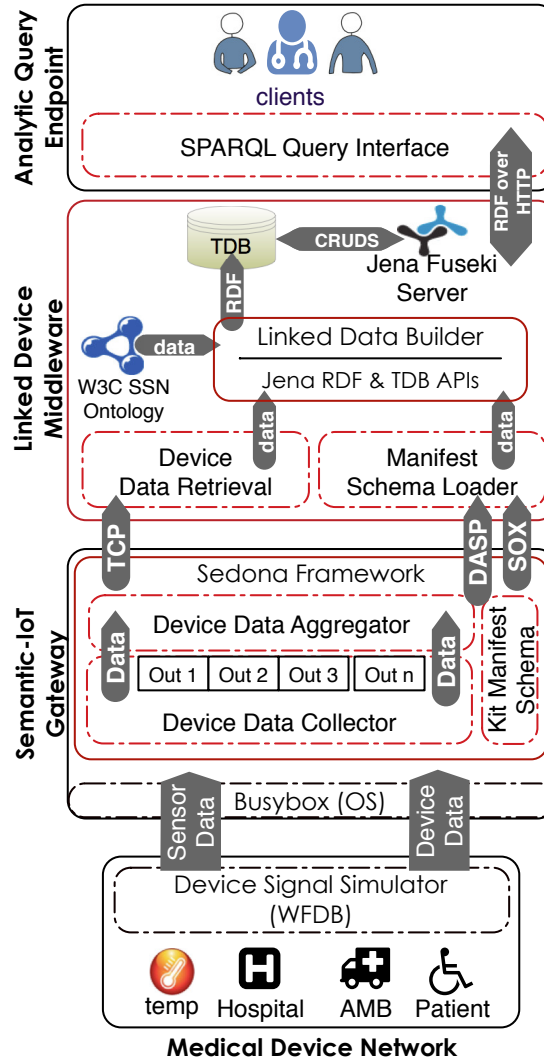 Analytic Query
Endpoint
clients
SPARQL Query Interface
RDF over
HTTP
Linked Device
Middleware
TDB
CRUDS
Jena Fuseki
Server
RDF
W3C SSN
Ontology
data
Linked Data Builder
Jena RDF & TDB APIs
data
data
Device
Data Retrieval
Manifest
Schema Loader
TCP
DASP
SOX
Semantic-IoT
Gateway
Sedona Framework
Device Data Aggregator
Data
Data
Out 1
Out 2
Out 3
Out n
Device Data Collector
Kit Manifest
Schema
Busybox (OS)
Sensor
Data
Device
Data
Device Signal Simulator
(WFDB)
H
temp
Hospital
AMB
Patient
Medical Device Network